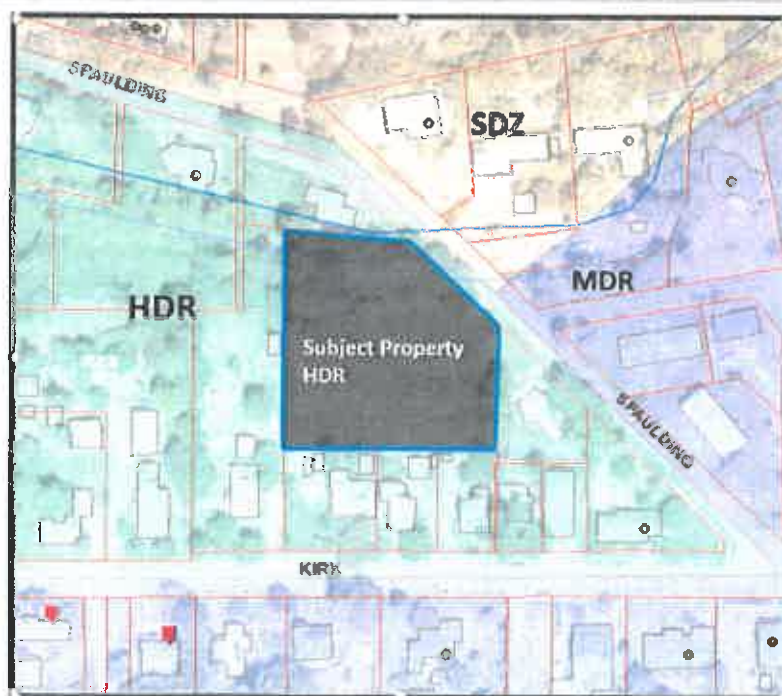 SPAULDING
SDZ
MDR
HDR
Subject Property
HDR
SPAULDING
KIRK